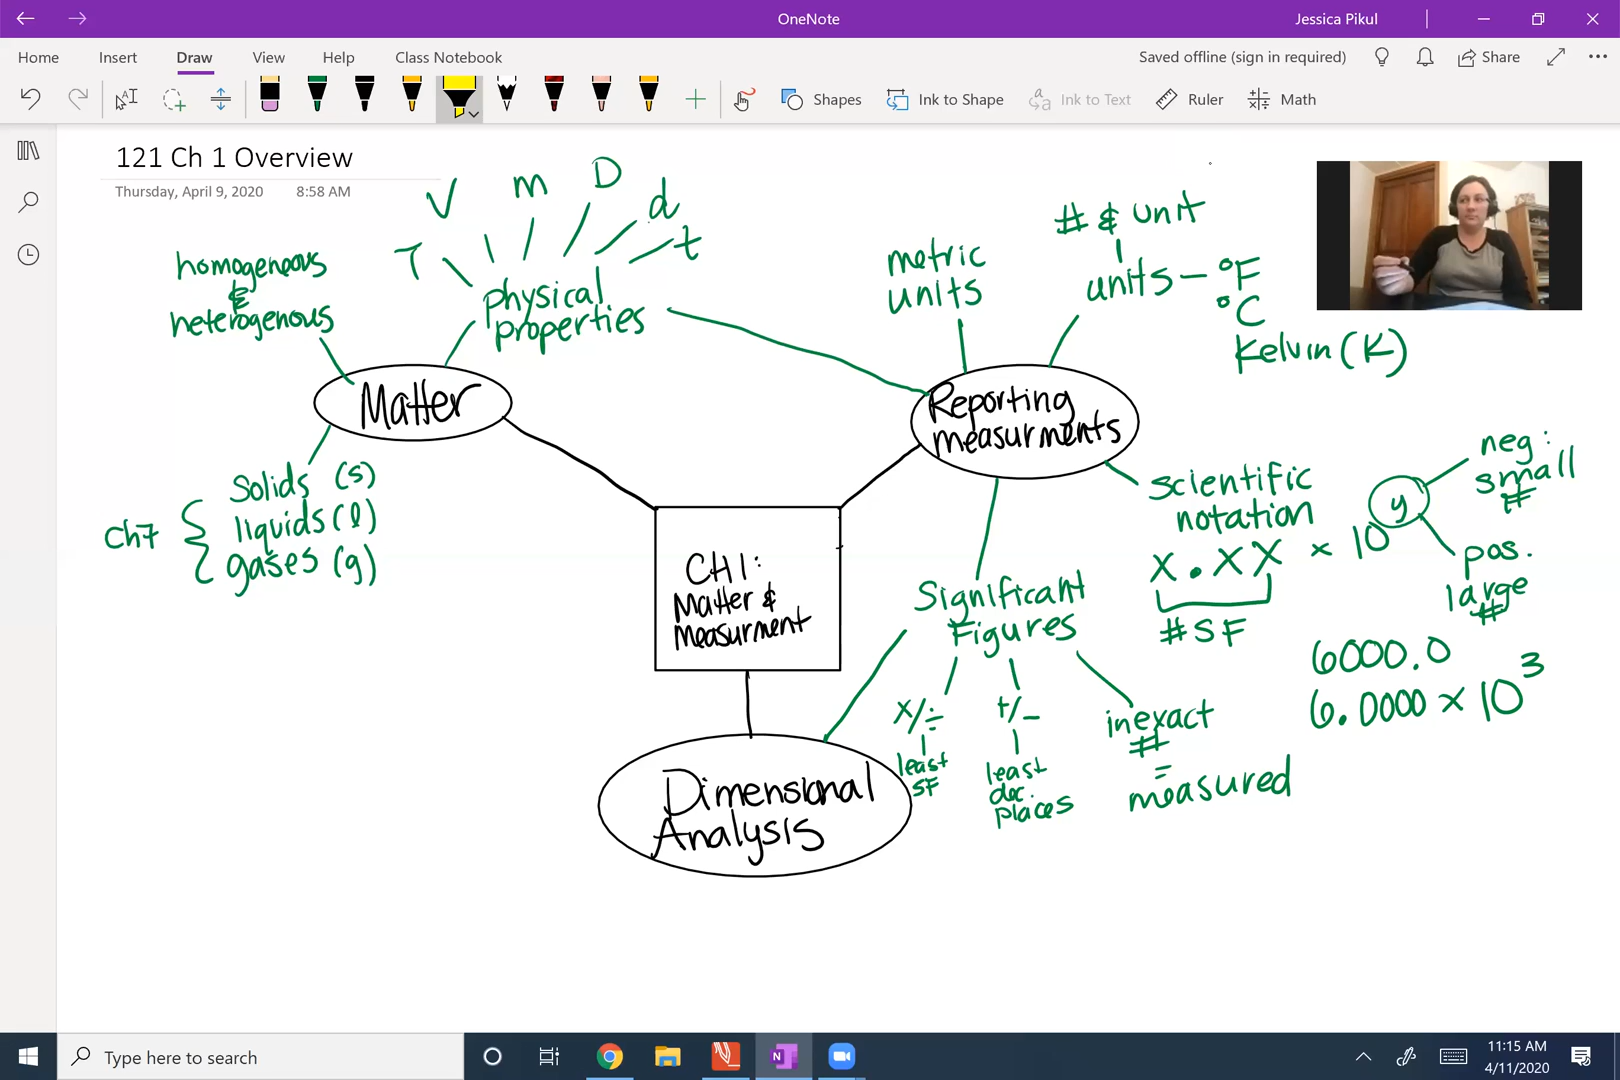 OneNote
Jessica Pikul
Home Insert Draw View Help Class Notebook
Saved offline (sign in required)
Share
Shapes
Ink to Shape
Ink to Text
Ruler
Math
121 Ch 1 Overview
Thursday, April 9, 2020 8:58 AM
homogeneous
&
heterogenous
T V m D d t
physical
properties
Matter
Solids (s)
liquids (l)
gases (g)
Ch7
metric
units
# & unit
units - °F
°C
Kelvin (K)
Reporting
measurments
scientific
notation
x.xx × 10^y
# SF
neg:
small
#
pos.
large
#
6000.0
6.0000 × 10^3
CH1:
Matter &
Measurment
Significant
Figures
x/÷
least
SF
+/-
least
dec.
places
inexact
#
=
measured
Dimensional
Analysis
Type here to search
11:15 AM
4/11/2020